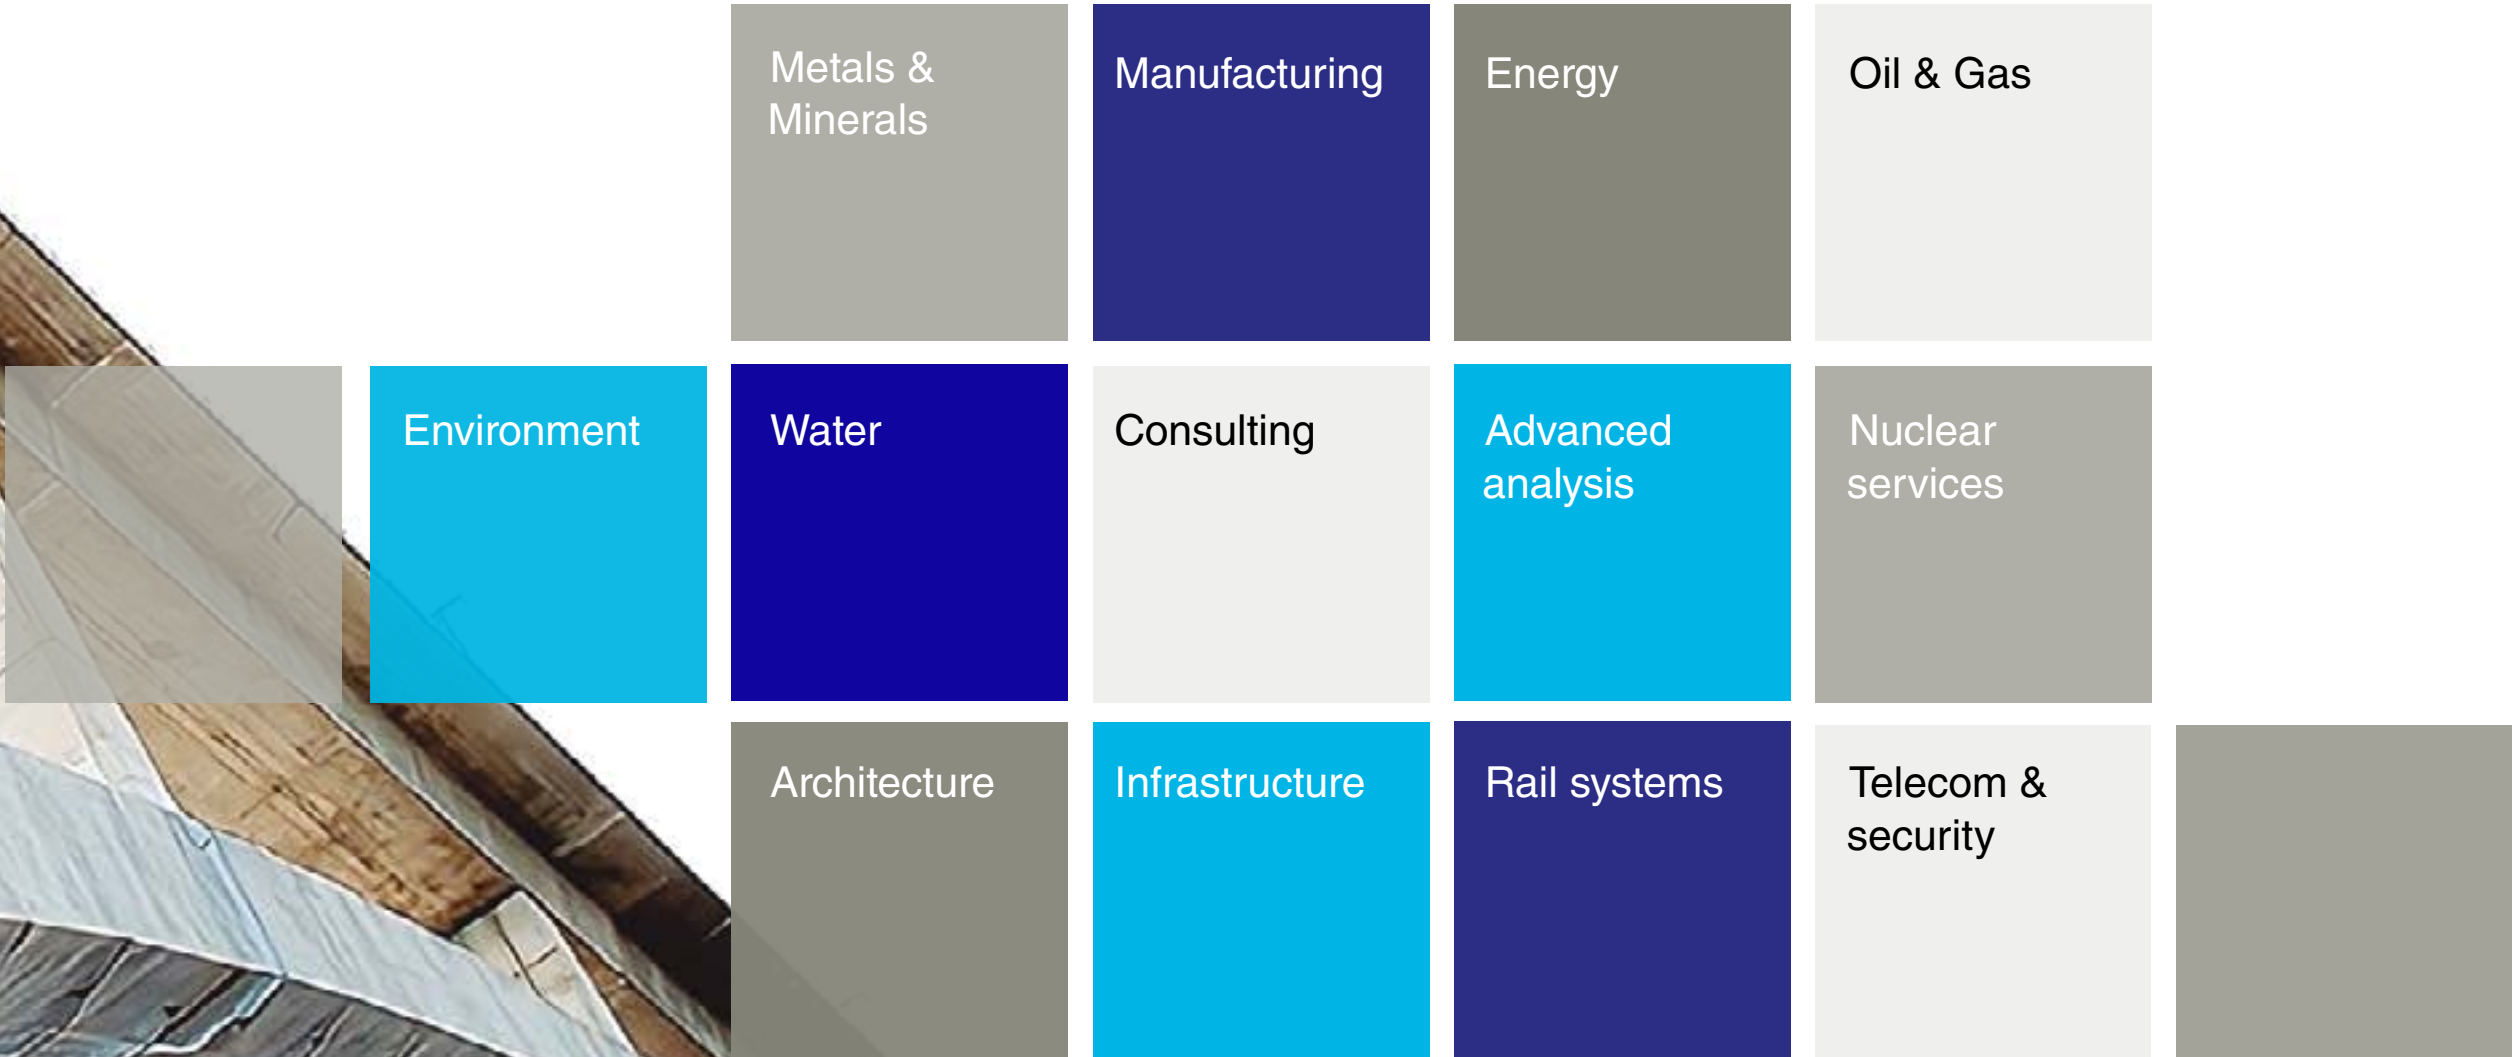 Metals &
Minerals
Manufacturing
Energy
Oil & Gas
Environment
Water
Consulting
Advanced
analysis
Nuclear
services
Architecture
Infrastructure
Rail systems
Telecom &
security